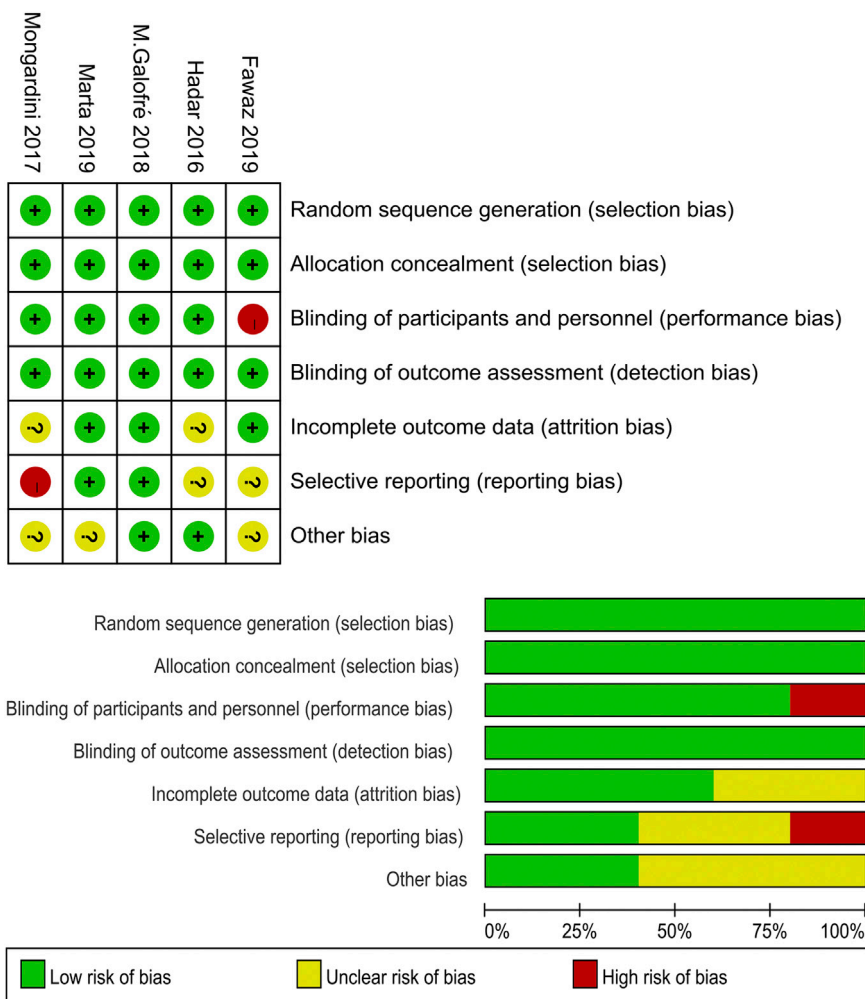 Mongardini 2017
Marta 2019
M.Galofré 2018
Hadar 2016
Fawaz 2019
+ + + + + Random sequence generation (selection bias)
+ + + + + Allocation concealment (selection bias)
+ + + + – Blinding of participants and personnel (performance bias)
+ + + + + Blinding of outcome assessment (detection bias)
? + + ? + Incomplete outcome data (attrition bias)
– + + ? ? Selective reporting (reporting bias)
? ? + + ? Other bias
Random sequence generation (selection bias)
Allocation concealment (selection bias)
Blinding of participants and personnel (performance bias)
Blinding of outcome assessment (detection bias)
Incomplete outcome data (attrition bias)
Selective reporting (reporting bias)
Other bias
0% 25% 50% 75% 100%
Low risk of bias Unclear risk of bias High risk of bias